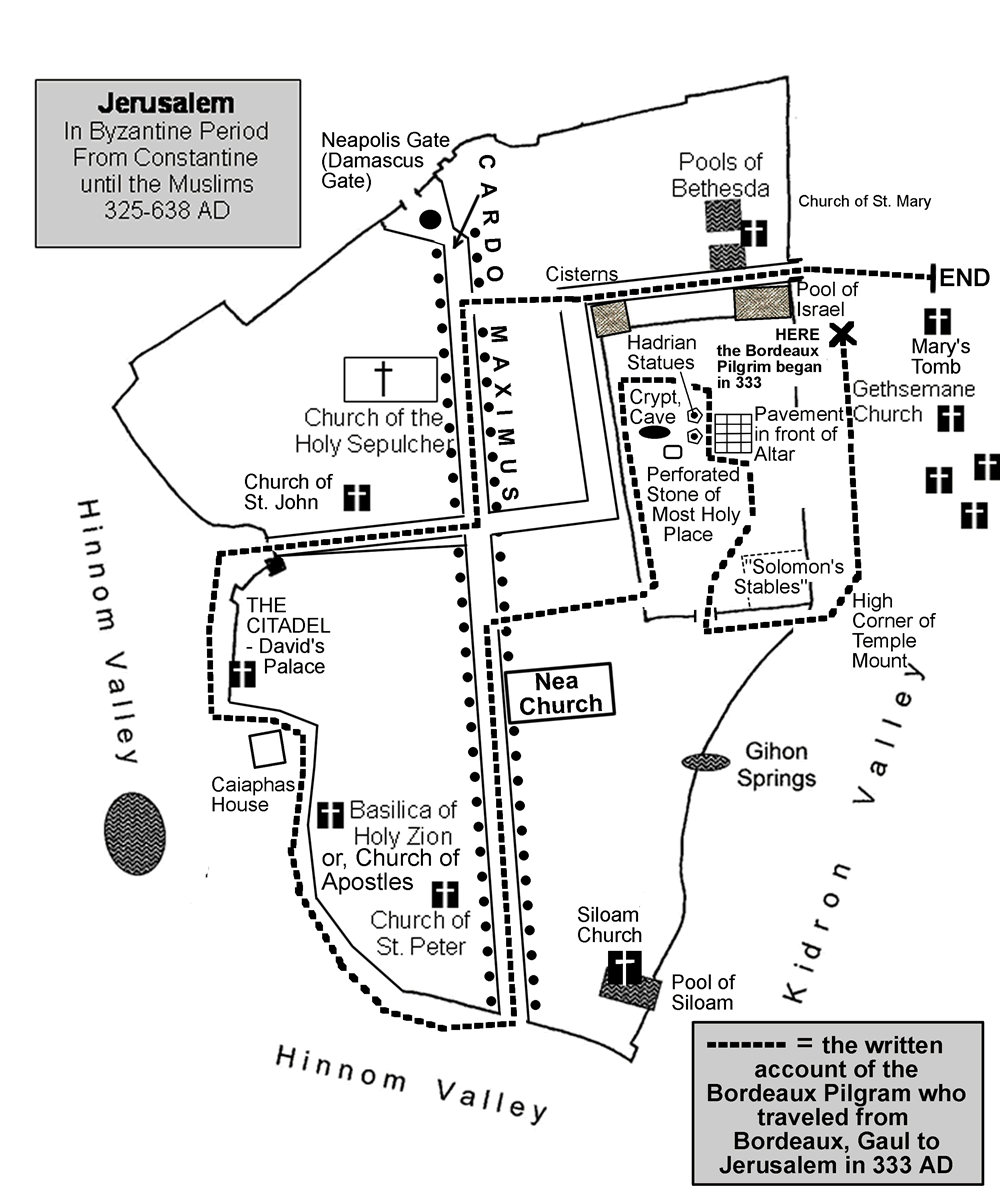 Jerusalem
In Byzantine Period
From Constantine
until the Muslims
325-638 AD
Neapolis Gate
(Damascus
Gate)
CARDO
MAXIMUS
Pools of
Bethesda
Church of St. Mary
Cisterns
END
Pool of
Israel
HERE
the Bordeaux
Pilgrim began
in 333
Mary's
Tomb
Gethsemane
Church
Hadrian
Statues
Crypt,
Cave
Pavement
in front of
Altar
Perforated
Stone of
Most Holy
Place
Church of the
Holy Sepulcher
Church of
St. John
Hinnom Valley
"Solomon's
Stables"
High
Corner of
Temple
Mount
THE
CITADEL
- David's
Palace
Nea
Church
Caiaphas
House
Gihon
Springs
Kidron Valley
Basilica of
Holy Zion
or, Church of
Apostles
Church of
St. Peter
Siloam
Church
Pool of
Siloam
Hinnom Valley
= the written
account of the
Bordeaux Pilgram who
traveled from
Bordeaux, Gaul to
Jerusalem in 333 AD